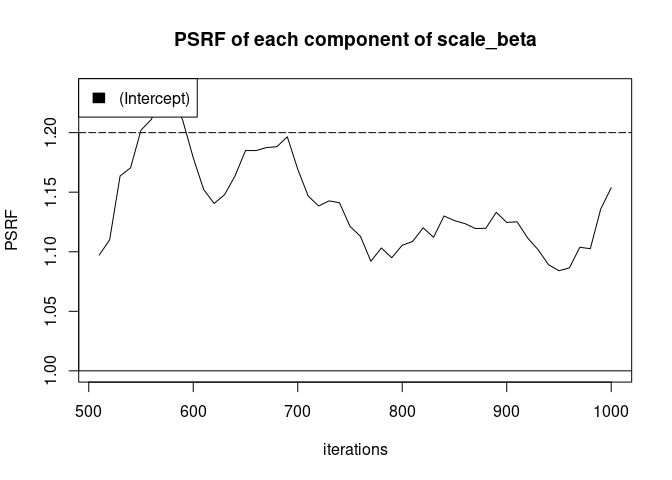 PSRF of each component of scale_beta
(Intercept)
PSRF
1.20
1.15
1.10
1.05
1.00
500 600 700 800 900 1000
iterations